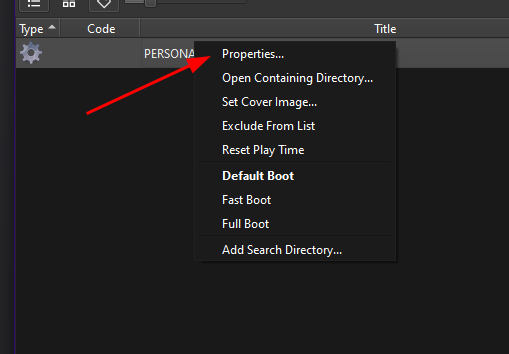 Type Code Title
PERSONA
Properties...
Open Containing Directory...
Set Cover Image...
Exclude From List
Reset Play Time
Default Boot
Fast Boot
Full Boot
Add Search Directory...